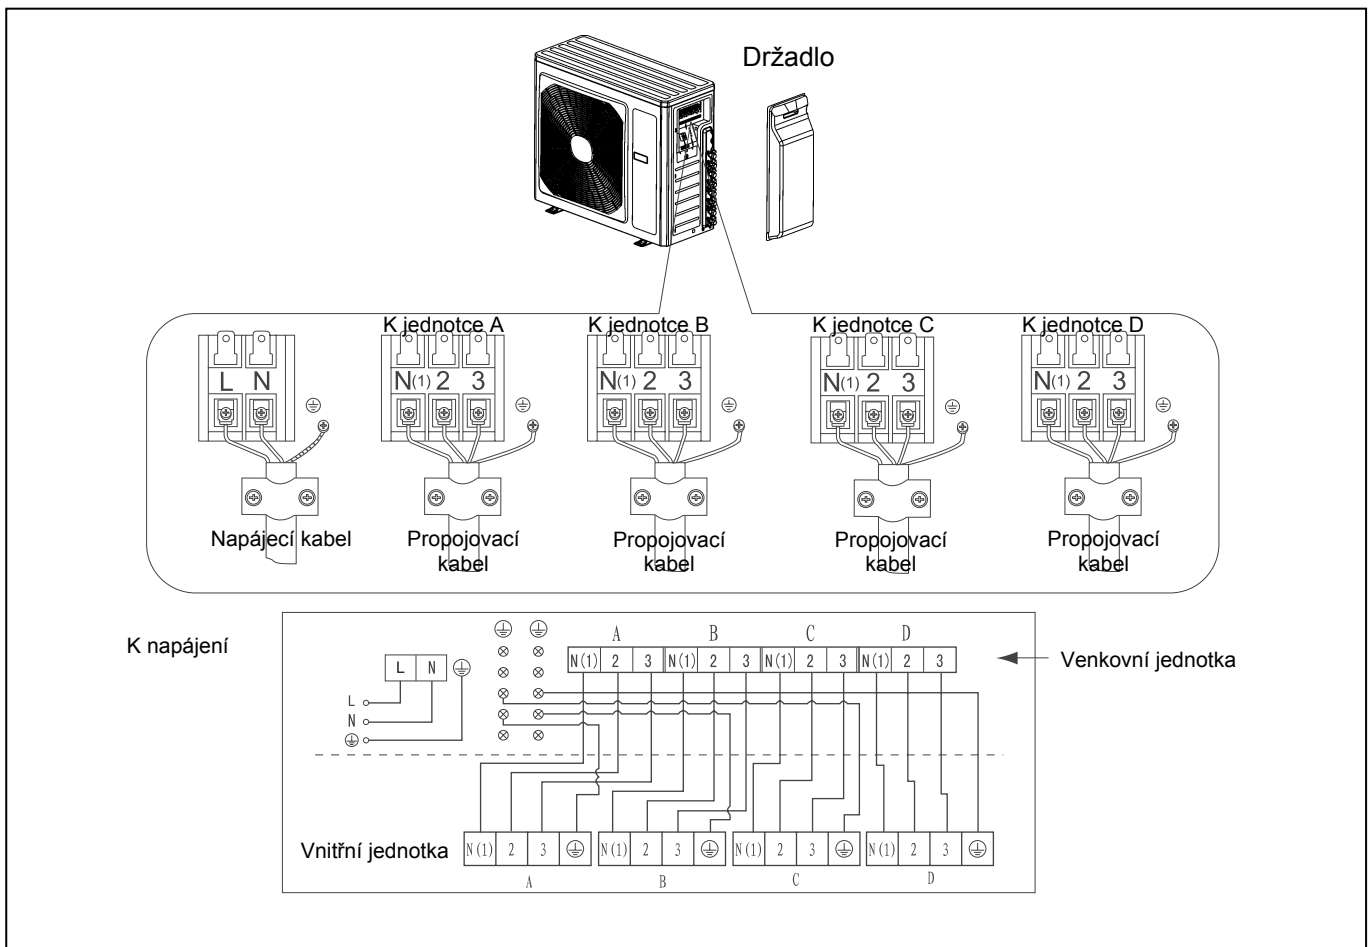 Držadlo
K jednotce A
K jednotce B
K jednotce C
K jednotce D
L N
N(1) 2 3
N(1) 2 3
N(1) 2 3
N(1) 2 3
Napájecí kabel
Propojovací
kabel
Propojovací
kabel
Propojovací
kabel
Propojovací
kabel
K napájení
A B C D
L N
N(1) 2 3 N(1) 2 3 N(1) 2 3 N(1) 2 3
Venkovní jednotka
L
N
Vnitřní jednotka
N(1) 2 3 N(1) 2 3 N(1) 2 3 N(1) 2 3
A B C D